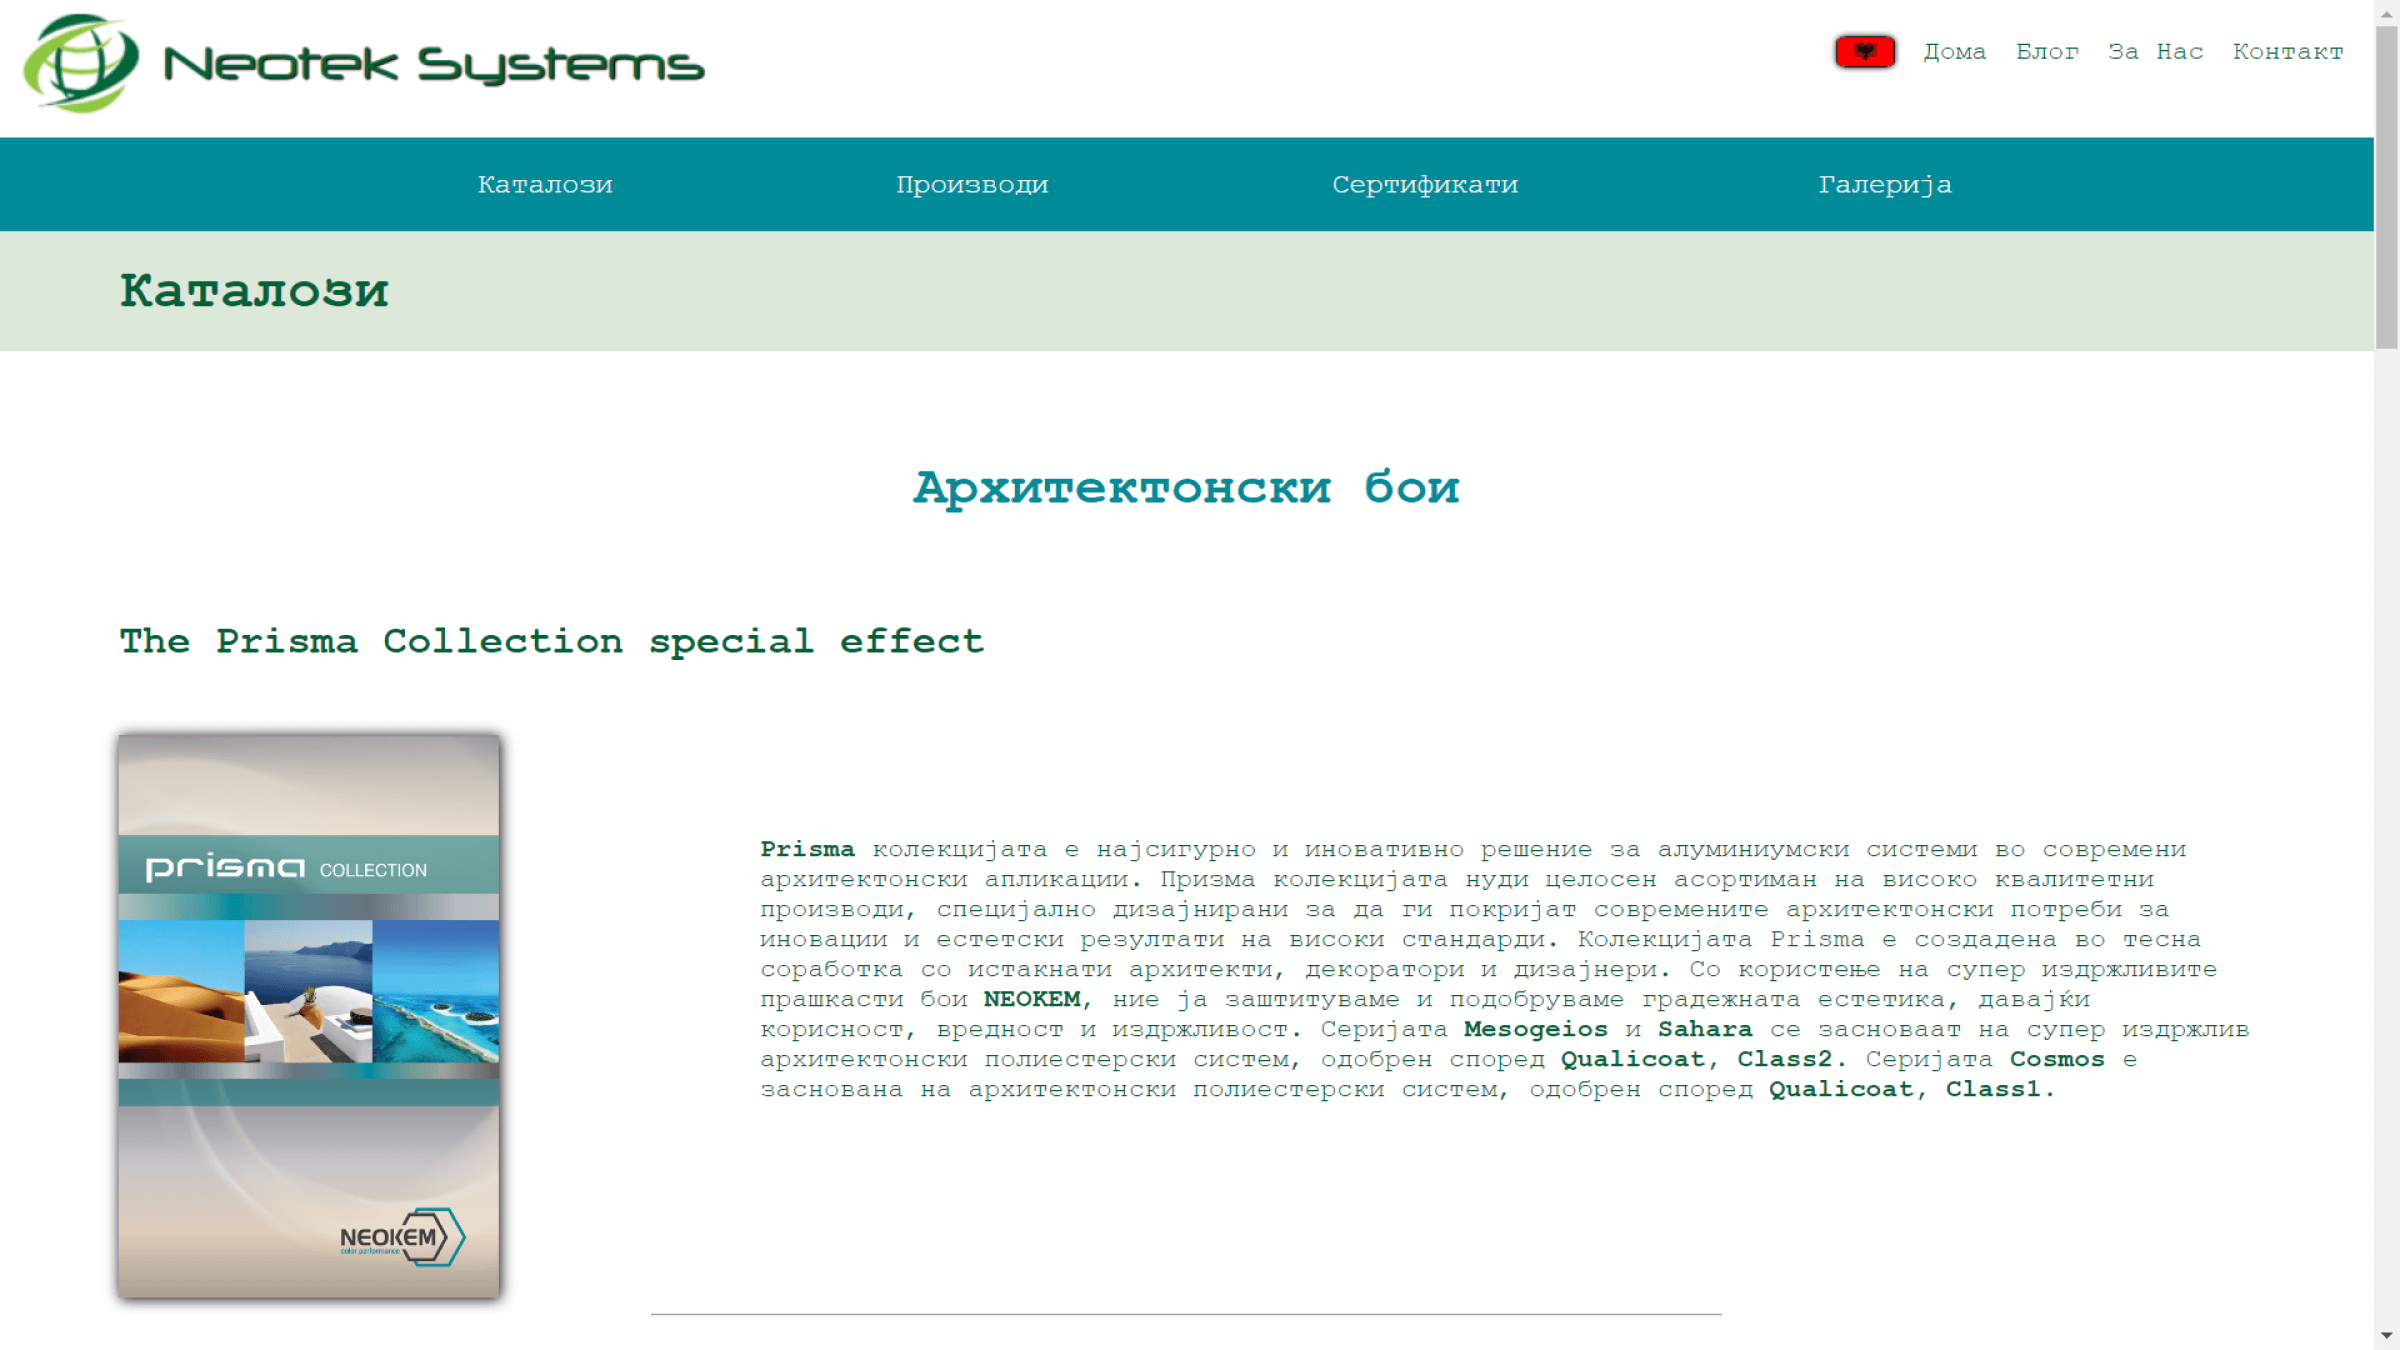 Neotek Systems
Дома Блог За Нас Контакт
Каталози Производи Сертификати Галерија
Каталози
Архитектонски бои
The Prisma Collection special effect
prisma COLLECTION
NEOKEM
color performance
Prisma колекцијата е најсигурно и иновативно решение за алуминиумски системи во современи
архитектонски апликации. Призма колекцијата нуди целосен асортиман на високо квалитетни
производи, специјално дизајнирани за да ги покријат современите архитектонски потреби за
иновации и естетски резултати на високи стандарди. Колекцијата Prisma е создадена во тесна
соработка со истакнати архитекти, декоратори и дизајнери. Со користење на супер издржливите
прашкасти бои NEOKEM, ние ја заштитуваме и подобруваме градежната естетика, давајќи
корисност, вредност и издржливост. Серијата Mesogeios и Sahara се засноваат на супер издржлив
архитектонски полиестерски систем, одобрен според Qualicoat, Class2. Серијата Cosmos е
заснована на архитектонски полиестерски систем, одобрен според Qualicoat, Class1.